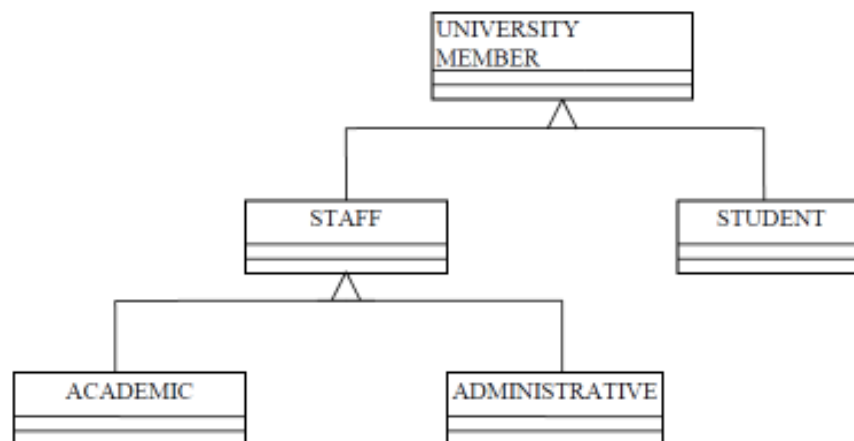 UNIVERSITY
MEMBER
STAFF
STUDENT
ACADEMIC
ADMINISTRATIVE